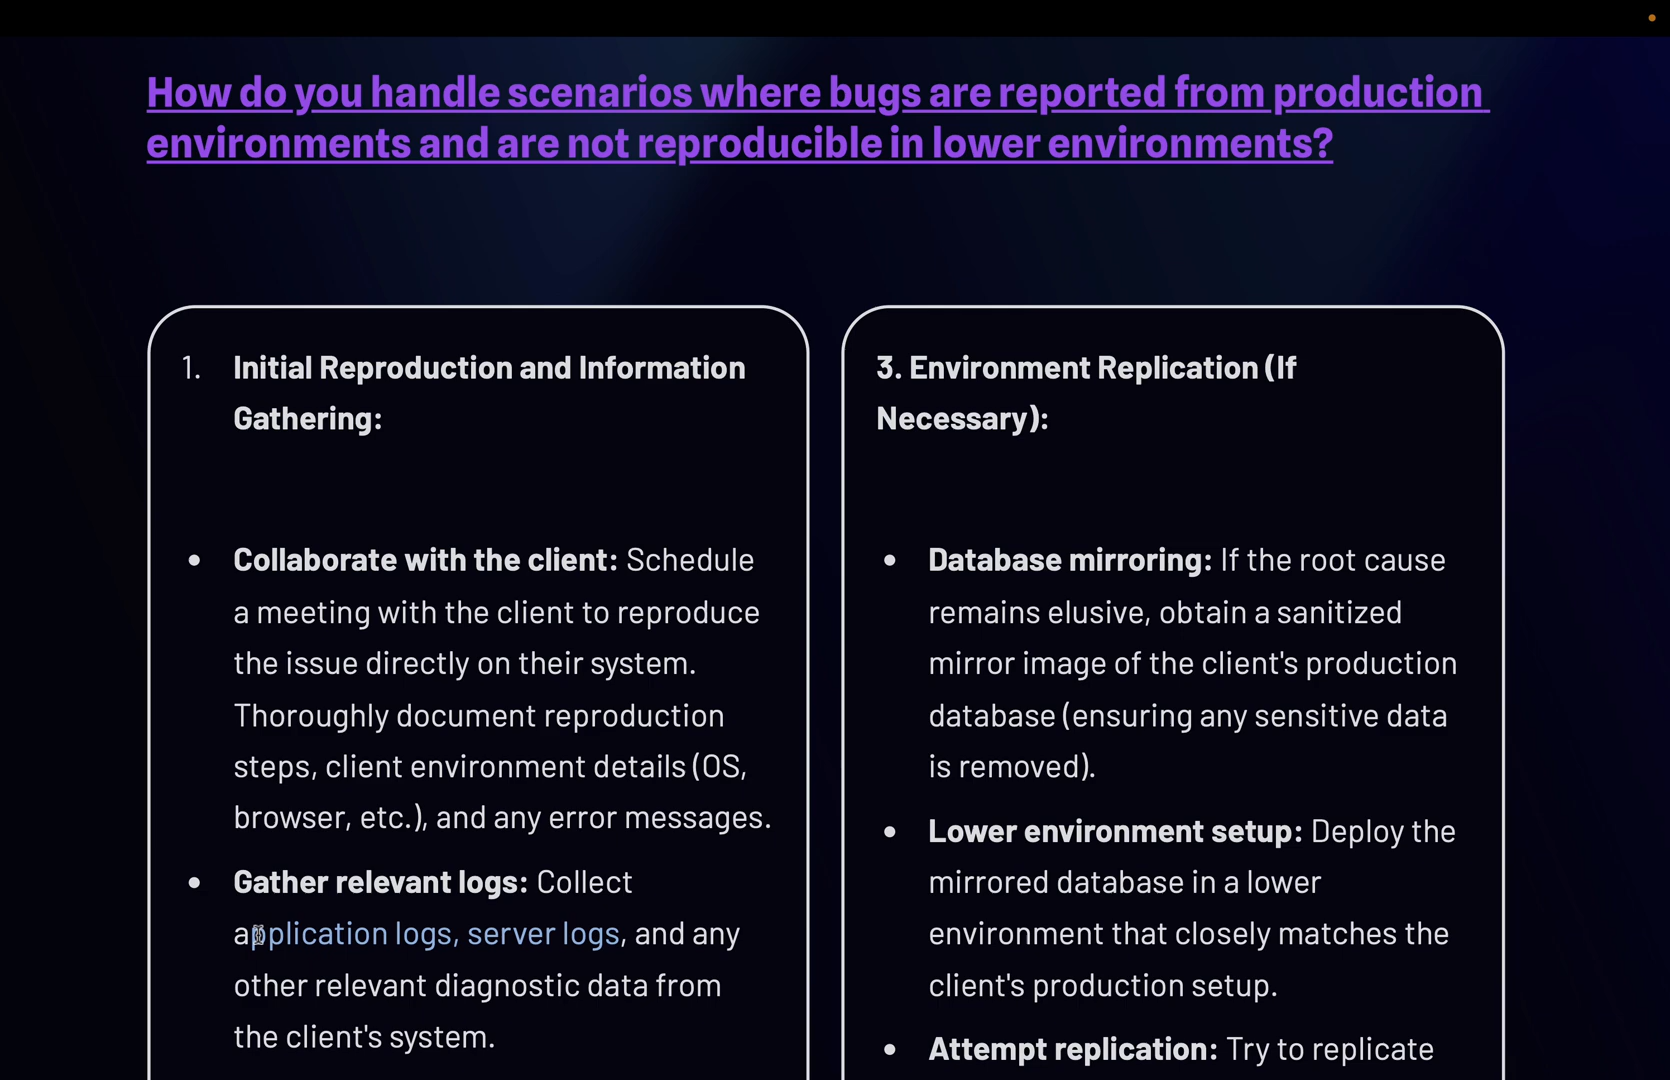 How do you handle scenarios where bugs are reported from production
environments and are not reproducible in lower environments?
1. Initial Reproduction and Information
Gathering:
• Collaborate with the client: Schedule
a meeting with the client to reproduce
the issue directly on their system.
Thoroughly document reproduction
steps, client environment details (OS,
browser, etc.), and any error messages.
• Gather relevant logs: Collect
application logs, server logs, and any
other relevant diagnostic data from
the client's system.
3. Environment Replication (If
Necessary):
• Database mirroring: If the root cause
remains elusive, obtain a sanitized
mirror image of the client's production
database (ensuring any sensitive data
is removed).
• Lower environment setup: Deploy the
mirrored database in a lower
environment that closely matches the
client's production setup.
• Attempt replication: Try to replicate